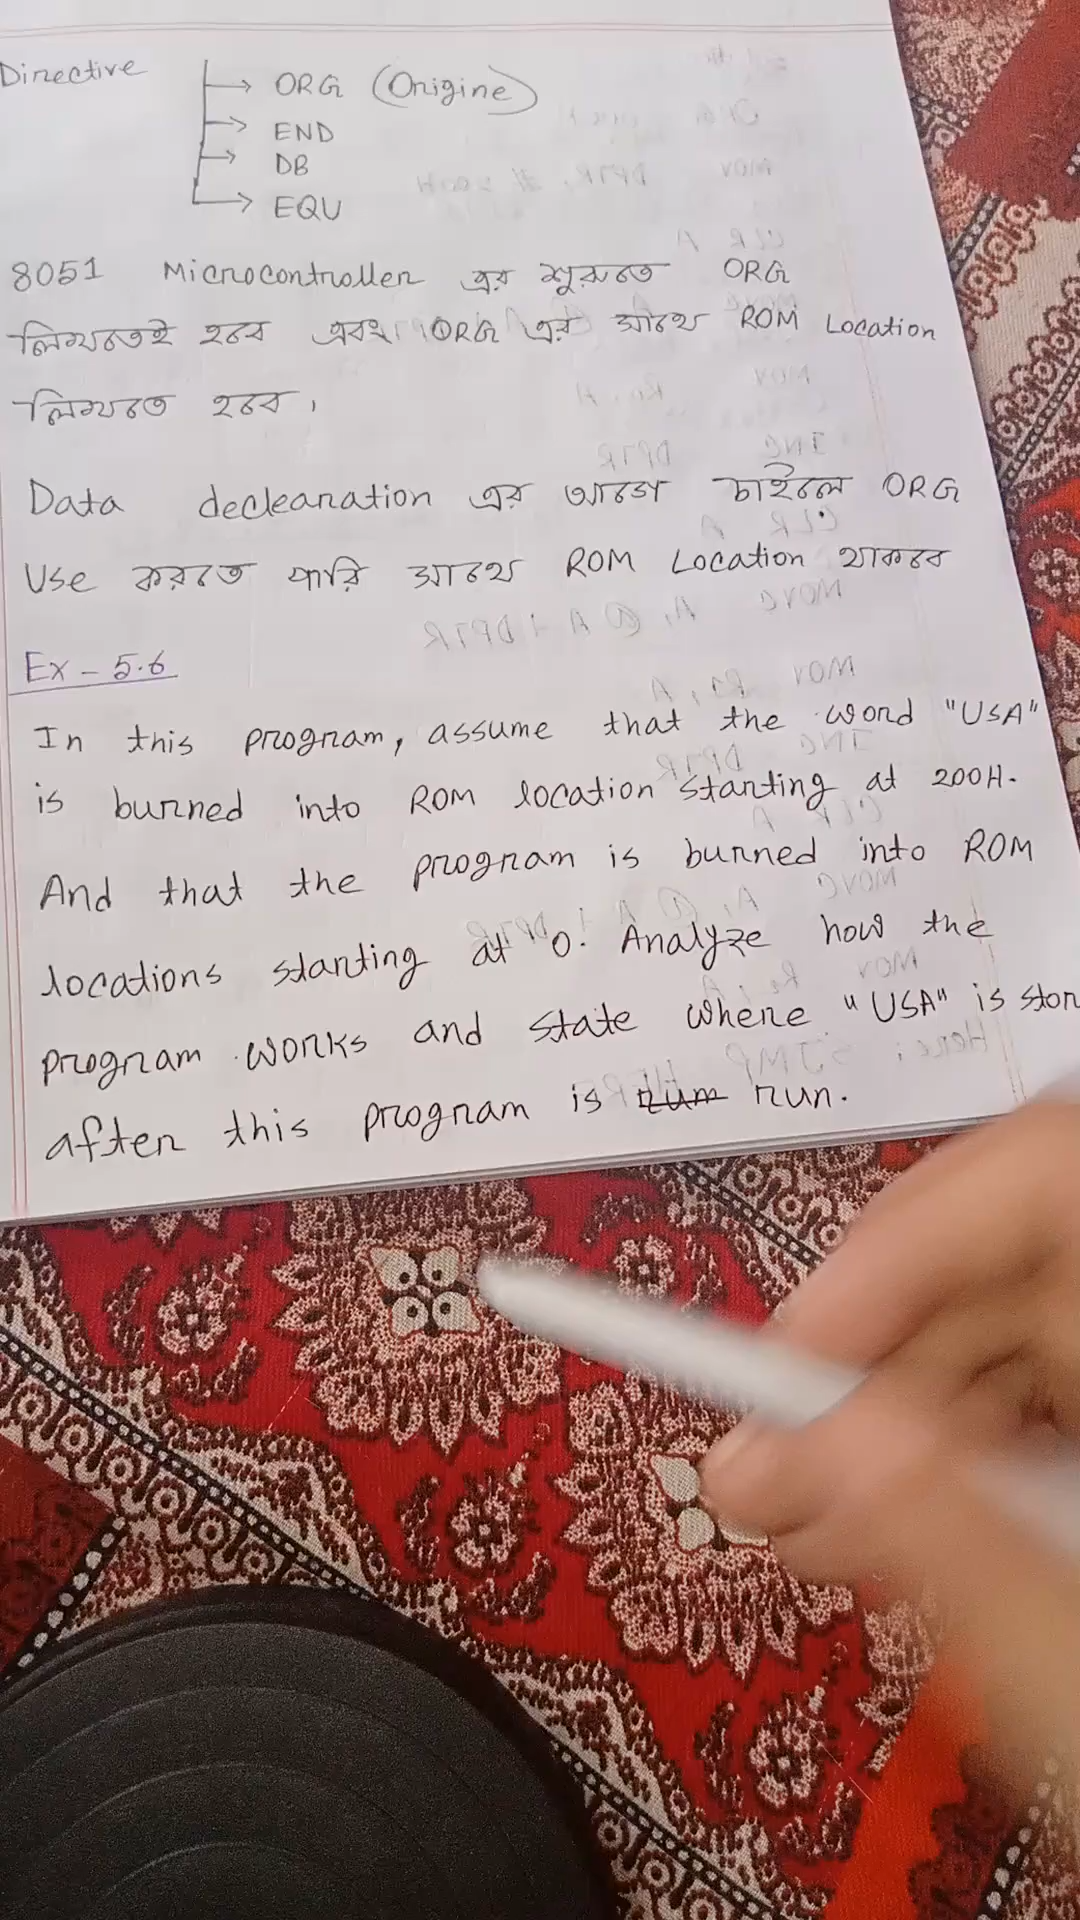 Directive
ORG (Origine)
END
DB
EQU
8051 Microcontroller এর শুরুতে ORG
লিখতেই হবে এবং ORG এর সাথে ROM Location
লিখতে হবে।
Data declearation এর আগে চাইলে ORG
Use করতে পারি সাথে ROM Location থাকবে
Ex - 5.6
In this program, assume that the word "USA"
is burned into ROM location starting at 200H.
And that the program is burned into ROM
locations starting at 0. Analyze how the
program works and state where "USA" is stor
after this program is run.